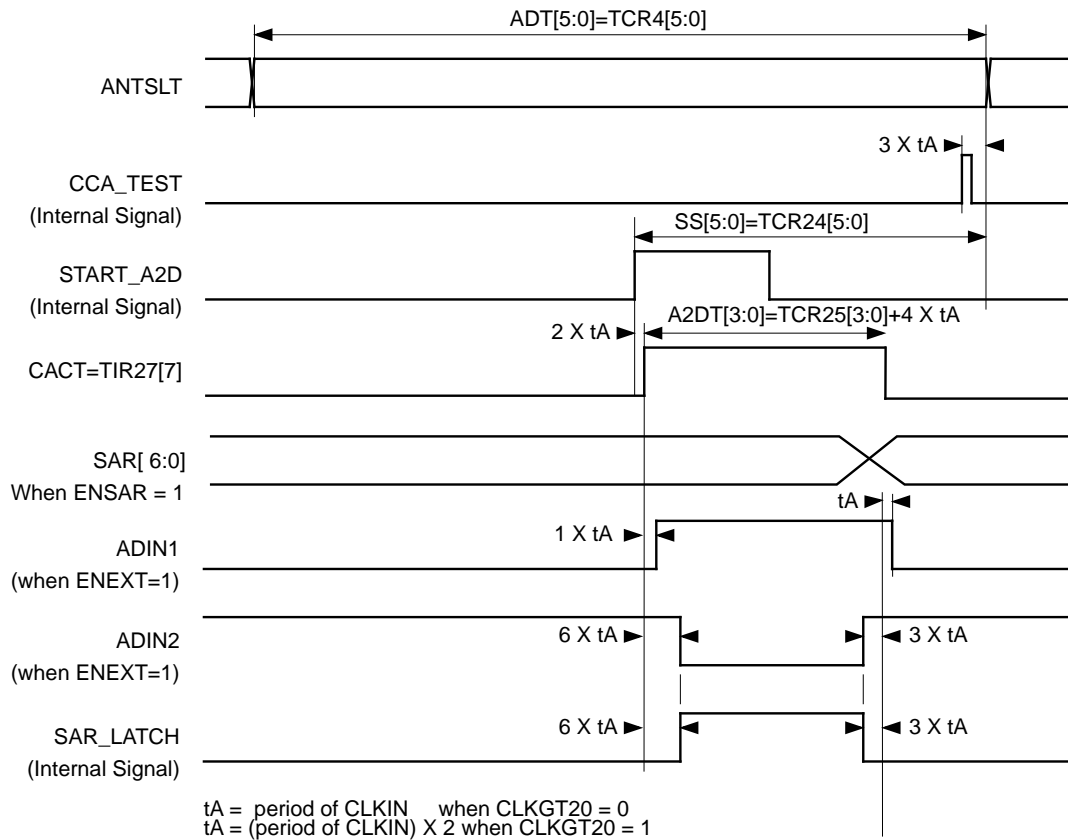 ADT[5:0]=TCR4[5:0]
ANTSLT
3 X tA
CCA_TEST
(Internal Signal)
SS[5:0]=TCR24[5:0]
START_A2D
(Internal Signal)
A2DT[3:0]=TCR25[3:0]+4 X tA
2 X tA
CACT=TIR27[7]
SAR[ 6:0]
When ENSAR = 1
tA
1 X tA
ADIN1
(when ENEXT=1)
6 X tA
3 X tA
ADIN2
(when ENEXT=1)
6 X tA
3 X tA
SAR_LATCH
(Internal Signal)
tA = period of CLKIN when CLKGT20 = 0
tA = (period of CLKIN) X 2 when CLKGT20 = 1